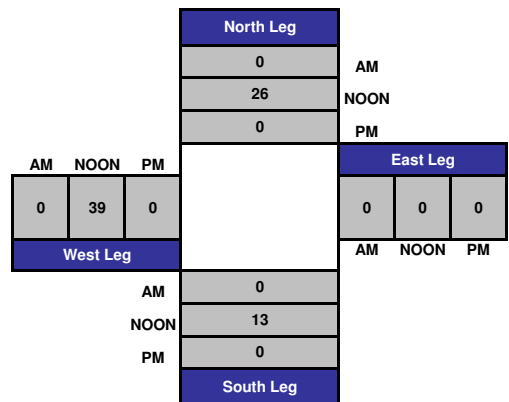 North Leg
0 AM
26 NOON
0 PM
East Leg
AM NOON PM
0 39 0
0 0 0
West Leg
AM NOON PM
AM 0
NOON 13
PM 0
South Leg